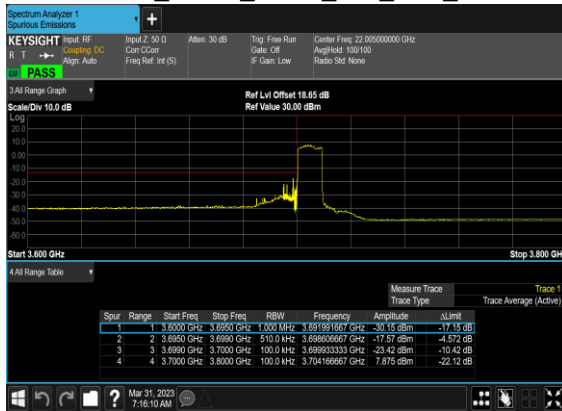 Spectrum Analyzer 1
Spurious Emissions
KEYSIGHT Input: RF Input Z: 50 Ω Atten: 30 dB Trig: Free Run Center Freq: 22.005000000 GHz
R T Coupling: DC Corr CCorr Gate: Off Avg|Hold: 100/100
Align: Auto Freq Ref: Int (S) IF Gain: Low Radio Std: None
PASS
3 All Range Graph
Ref Lvl Offset 18.65 dB
Scale/Div 10.0 dB Ref Value 30.00 dBm
Log
20.0
10.0
0.00
-10.0
-20.0
-30.0
-40.0
-50.0
-60.0
Start 3.600 GHz Stop 3.800 GHz
4 All Range Table
Measure Trace Trace 1
Trace Type Trace Average (Active)
Spur Range Start Freq Stop Freq RBW Frequency Amplitude ΔLimit
1 1 3.6000 GHz 3.6950 GHz 1.000 MHz 3.691991667 GHz -30.15 dBm -17.15 dB
2 2 3.6950 GHz 3.6990 GHz 510.0 kHz 3.698606667 GHz -17.57 dBm -4.572 dB
3 3 3.6990 GHz 3.7000 GHz 100.0 kHz 3.699933333 GHz -23.42 dBm -10.42 dB
4 4 3.7000 GHz 3.8000 GHz 100.0 kHz 3.704166667 GHz 7.875 dBm -22.12 dB
Mar 31, 2023
7:16:10 AM